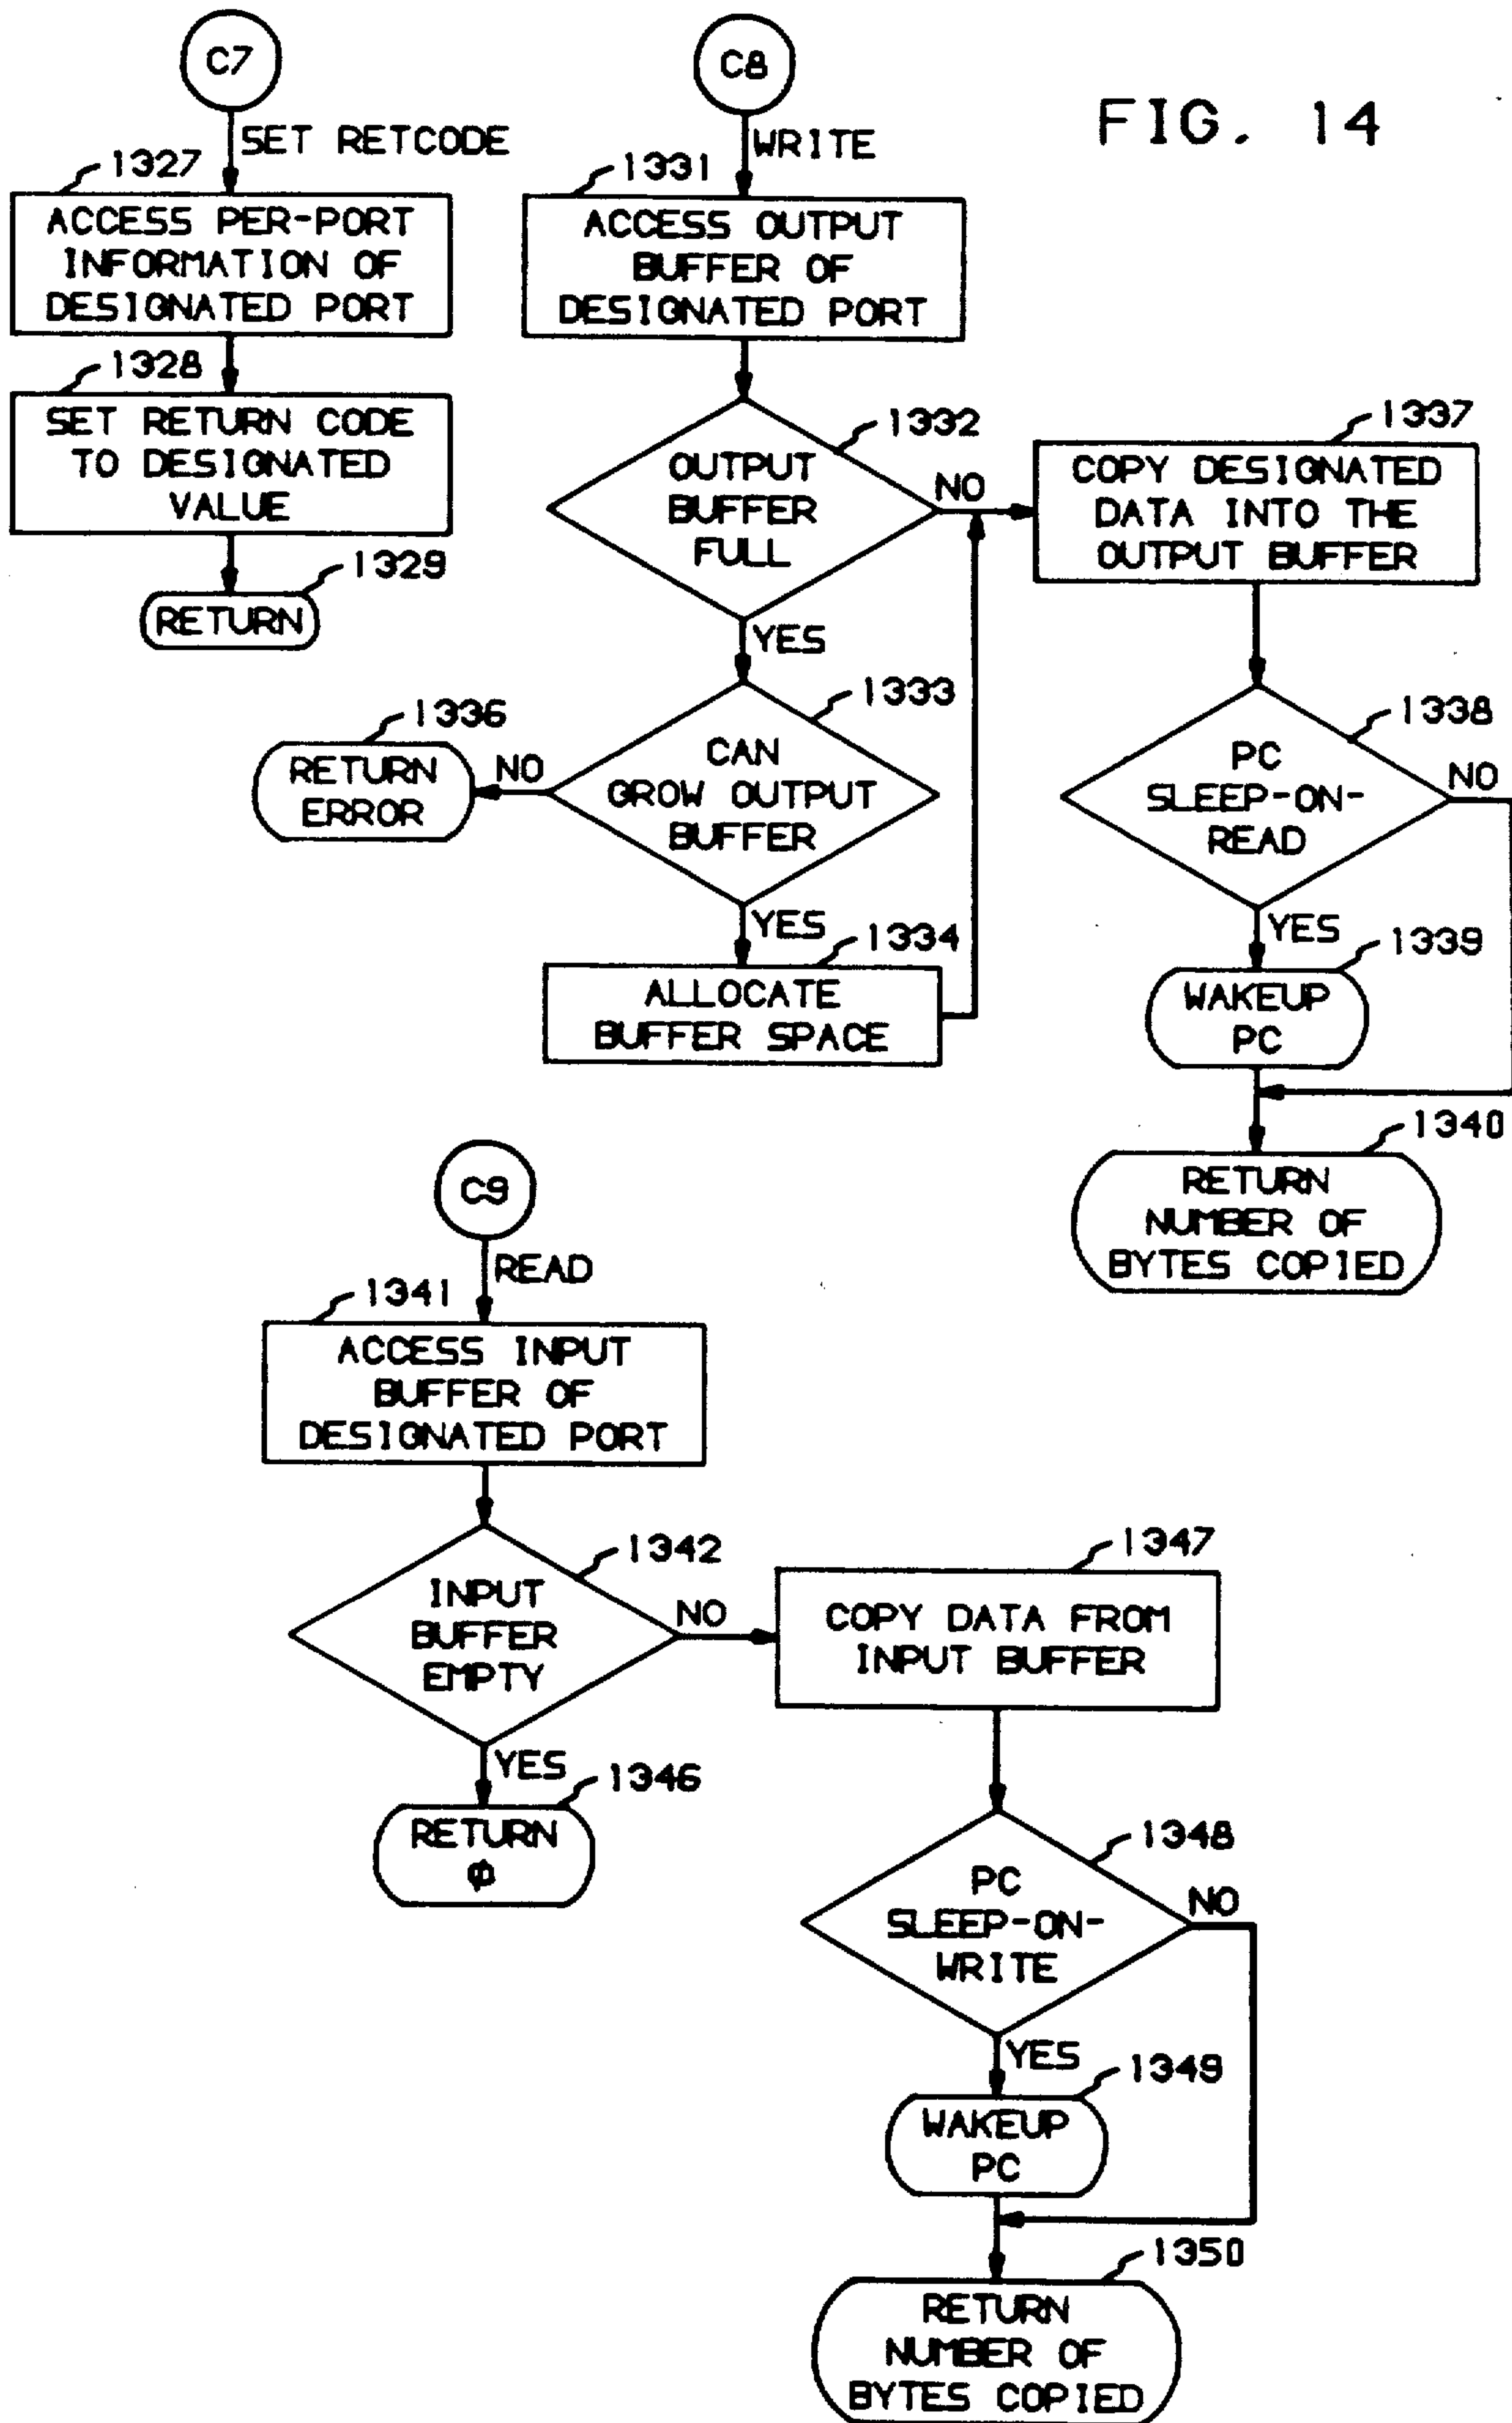 FIG. 14
C7
SET RETCODE
1327
ACCESS PER-PORT
INFORMATION OF
DESIGNATED PORT
1328
SET RETURN CODE
TO DESIGNATED
VALUE
1329
RETURN
C8
WRITE
1331
ACCESS OUTPUT
BUFFER OF
DESIGNATED PORT
1332
OUTPUT
BUFFER
FULL
NO
YES
1333
CAN
GROW OUTPUT
BUFFER
NO
1336
RETURN
ERROR
YES
1334
ALLOCATE
BUFFER SPACE
1337
COPY DESIGNATED
DATA INTO THE
OUTPUT BUFFER
1338
PC
SLEEP-ON-
READ
NO
YES
1339
WAKEUP
PC
1340
RETURN
NUMBER OF
BYTES COPIED
C9
READ
1341
ACCESS INPUT
BUFFER OF
DESIGNATED PORT
1342
INPUT
BUFFER
EMPTY
NO
YES
1346
RETURN
φ
1347
COPY DATA FROM
INPUT BUFFER
1348
PC
SLEEP-ON-
WRITE
NO
YES
1349
WAKEUP
PC
1350
RETURN
NUMBER OF
BYTES COPIED